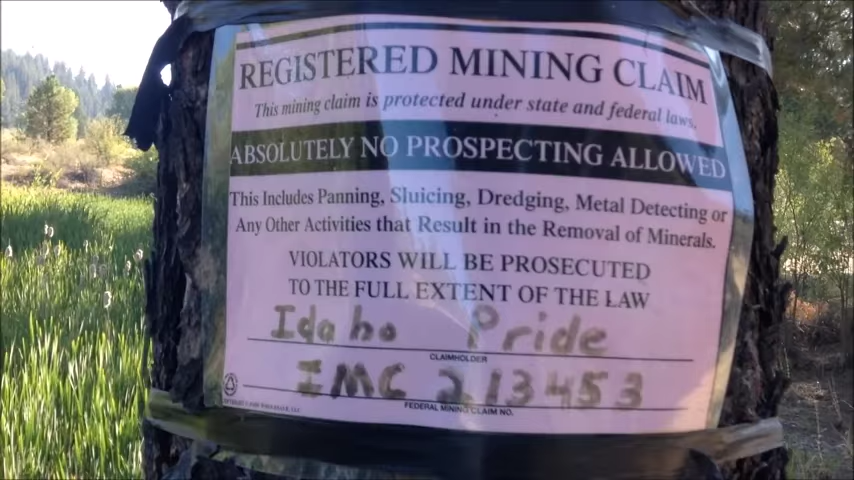 REGISTERED MINING CLAIM
This mining claim is protected under state and federal laws.
ABSOLUTELY NO PROSPECTING ALLOWED
This Includes Panning, Sluicing, Dredging, Metal Detecting or
Any Other Activities that Result in the Removal of Minerals.
VIOLATORS WILL BE PROSECUTED
TO THE FULL EXTENT OF THE LAW
Idaho Pride
CLAIMHOLDER
IMC 213453
FEDERAL MINING CLAIM NO.